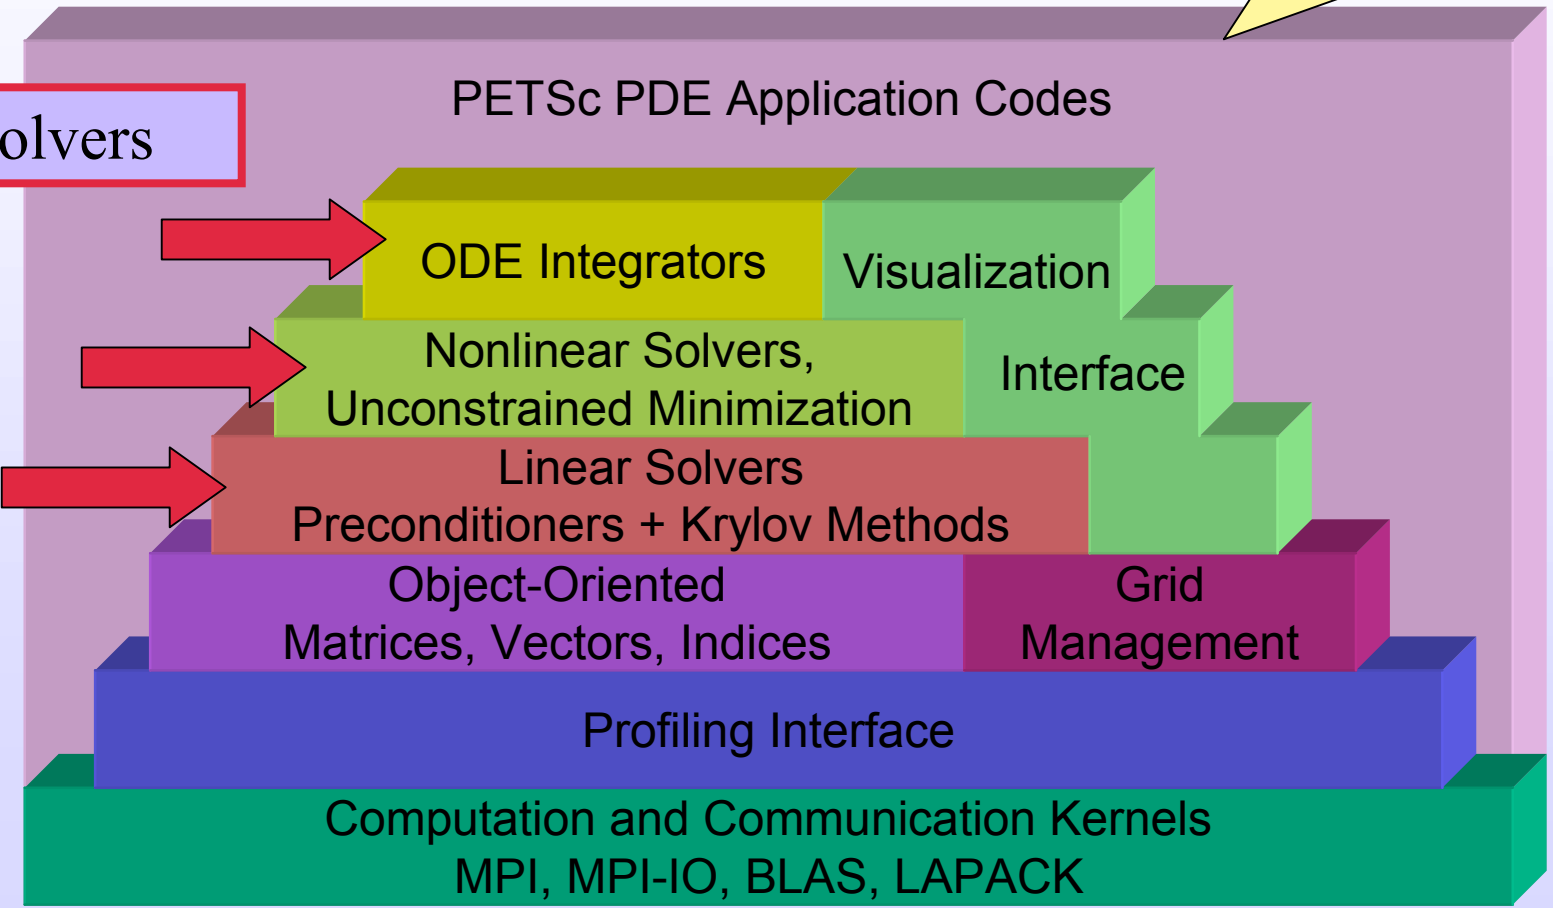 PETSc PDE Application Codes
olvers
ODE Integrators
Visualization
Nonlinear Solvers,
Unconstrained Minimization
Interface
Linear Solvers
Preconditioners + Krylov Methods
Object-Oriented
Matrices, Vectors, Indices
Grid
Management
Profiling Interface
Computation and Communication Kernels
MPI, MPI-IO, BLAS, LAPACK